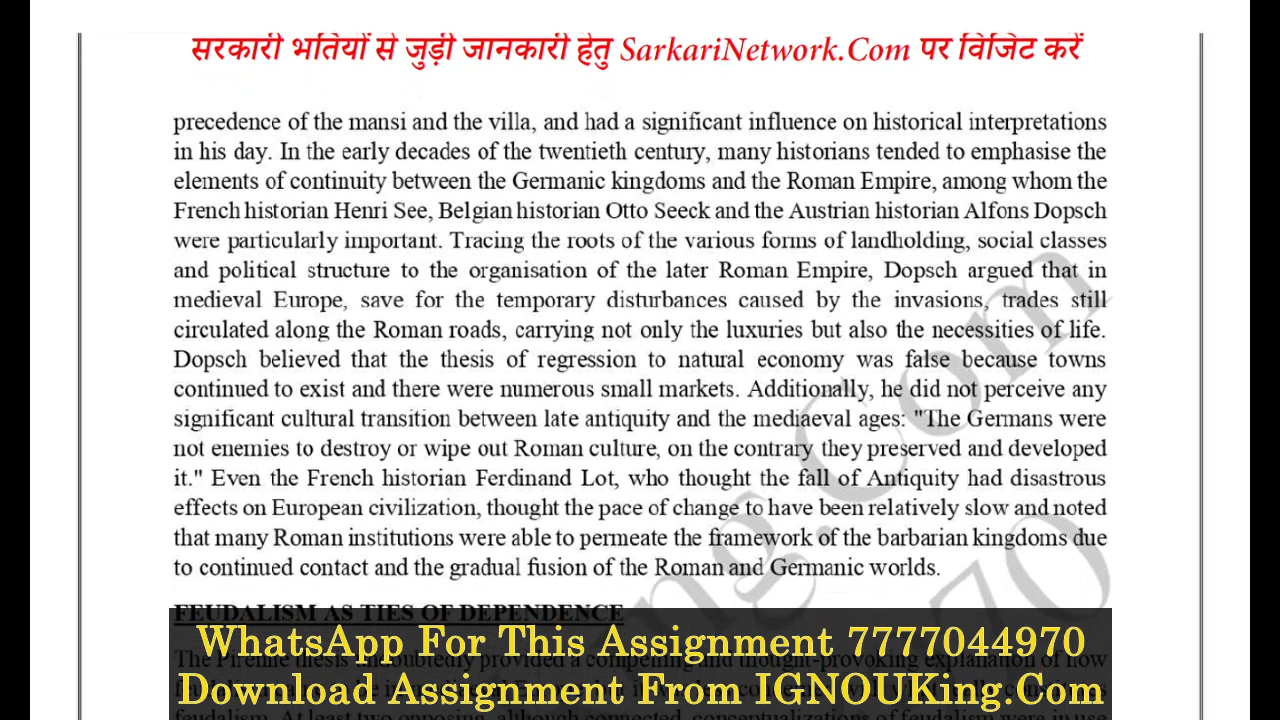 सरकारी भर्तियों से जुड़ी जानकारी हेतु SarkariNetwork.Com पर विजिट करें
precedence of the mansi and the villa, and had a significant influence on historical interpretations
in his day. In the early decades of the twentieth century, many historians tended to emphasise the
elements of continuity between the Germanic kingdoms and the Roman Empire, among whom the
French historian Henri See, Belgian historian Otto Seeck and the Austrian historian Alfons Dopsch
were particularly important. Tracing the roots of the various forms of landholding, social classes
and political structure to the organisation of the later Roman Empire, Dopsch argued that in
medieval Europe, save for the temporary disturbances caused by the invasions, trades still
circulated along the Roman roads, carrying not only the luxuries but also the necessities of life.
Dopsch believed that the thesis of regression to natural economy was false because towns
continued to exist and there were numerous small markets. Additionally, he did not perceive any
significant cultural transition between late antiquity and the mediaeval ages: "The Germans were
not enemies to destroy or wipe out Roman culture, on the contrary they preserved and developed
it." Even the French historian Ferdinand Lot, who thought the fall of Antiquity had disastrous
effects on European civilization, thought the pace of change to have been relatively slow and noted
that many Roman institutions were able to permeate the framework of the barbarian kingdoms due
to continued contact and the gradual fusion of the Roman and Germanic worlds.
FEUDALISM AS TIES OF DEPENDENCE
WhatsApp For This Assignment 7777044970
Download Assignment From IGNOUKing.Com